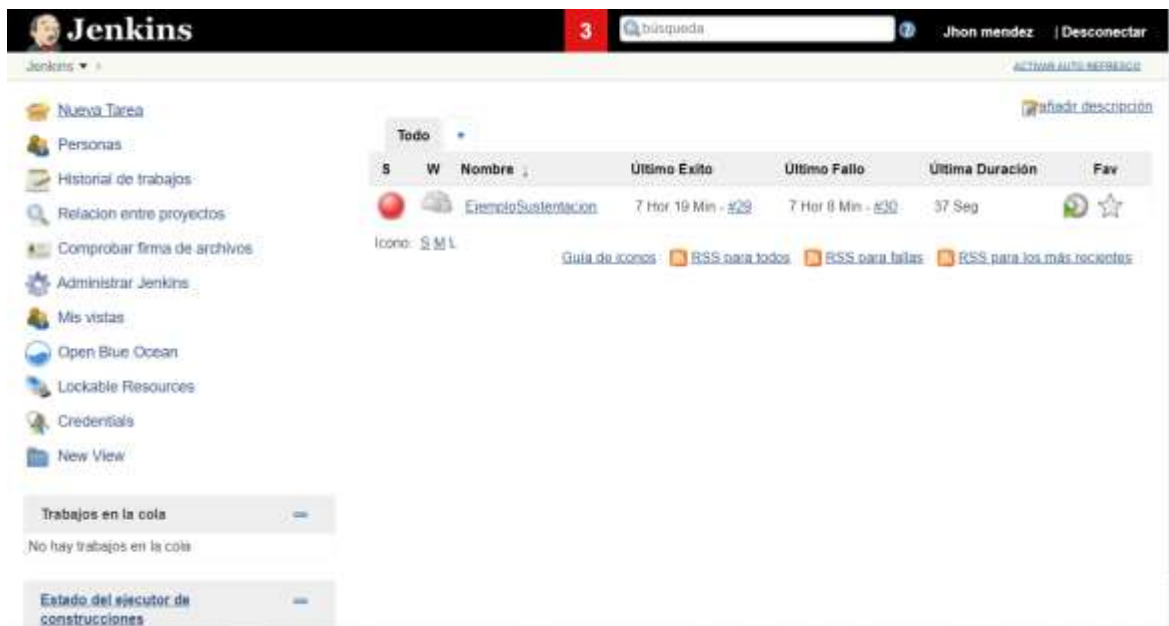 Jenkins
3
búsqueda
Jhon mendez | Desconectar
Jenkins
ACTIVAR AUTO REFRESCO
Nueva Tarea
Personas
Historial de trabajos
Relacion entre proyectos
Comprobar firma de archivos
Administrar Jenkins
Mis vistas
Open Blue Ocean
Lockable Resources
Credentials
New View
Trabajos en la cola
No hay trabajos en la cola
Estado del ejecutor de
construcciones
añadir descripción
Todo +
S W Nombre ↓ Último Éxito Último Fallo Última Duración Fav
EjemploSustentacion 7 Hor 19 Min - #29 7 Hor 8 Min - #30 37 Seg
Icono: S M L
Guía de iconos RSS para todos RSS para fallas RSS para los más recientes